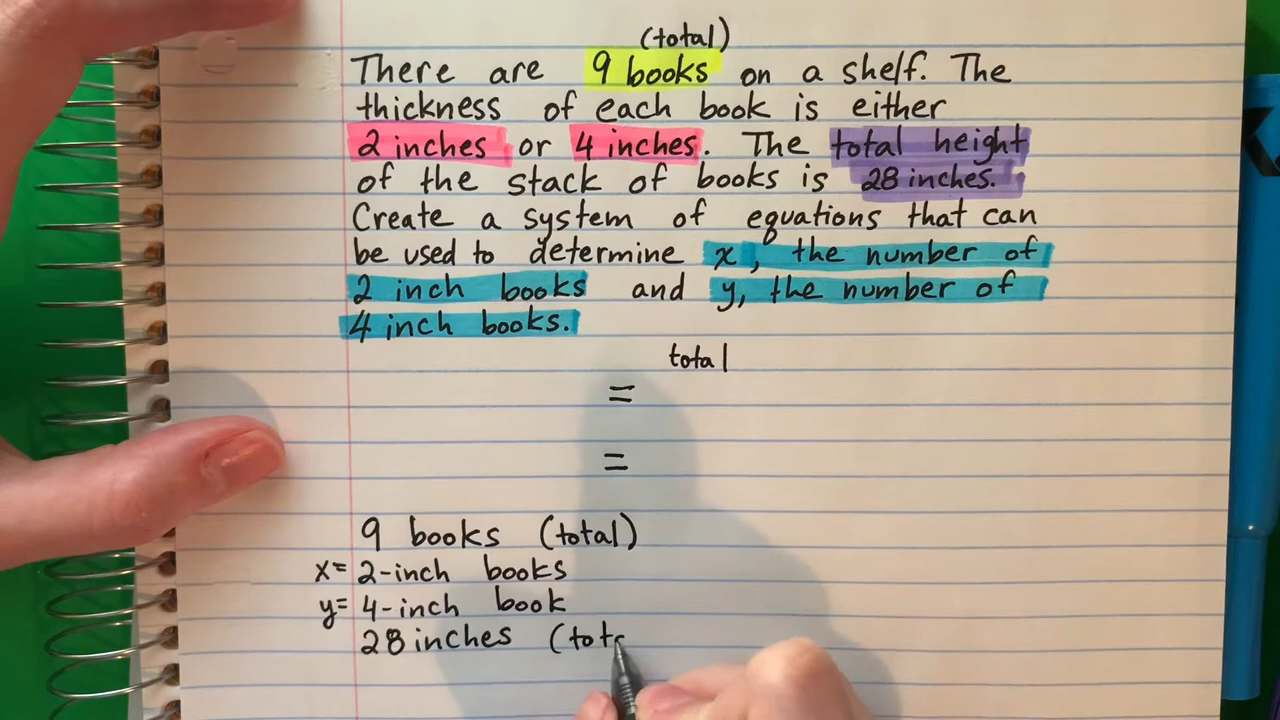 (total)
There are 9 books on a shelf. The
thickness of each book is either
2 inches or 4 inches. The total height
of the stack of books is 28 inches.
Create a system of equations that can
be used to determine x, the number of
2 inch books and y, the number of
4 inch books.
total
=
=
9 books (total)
x= 2-inch books
y= 4-inch book
28 inches (tot